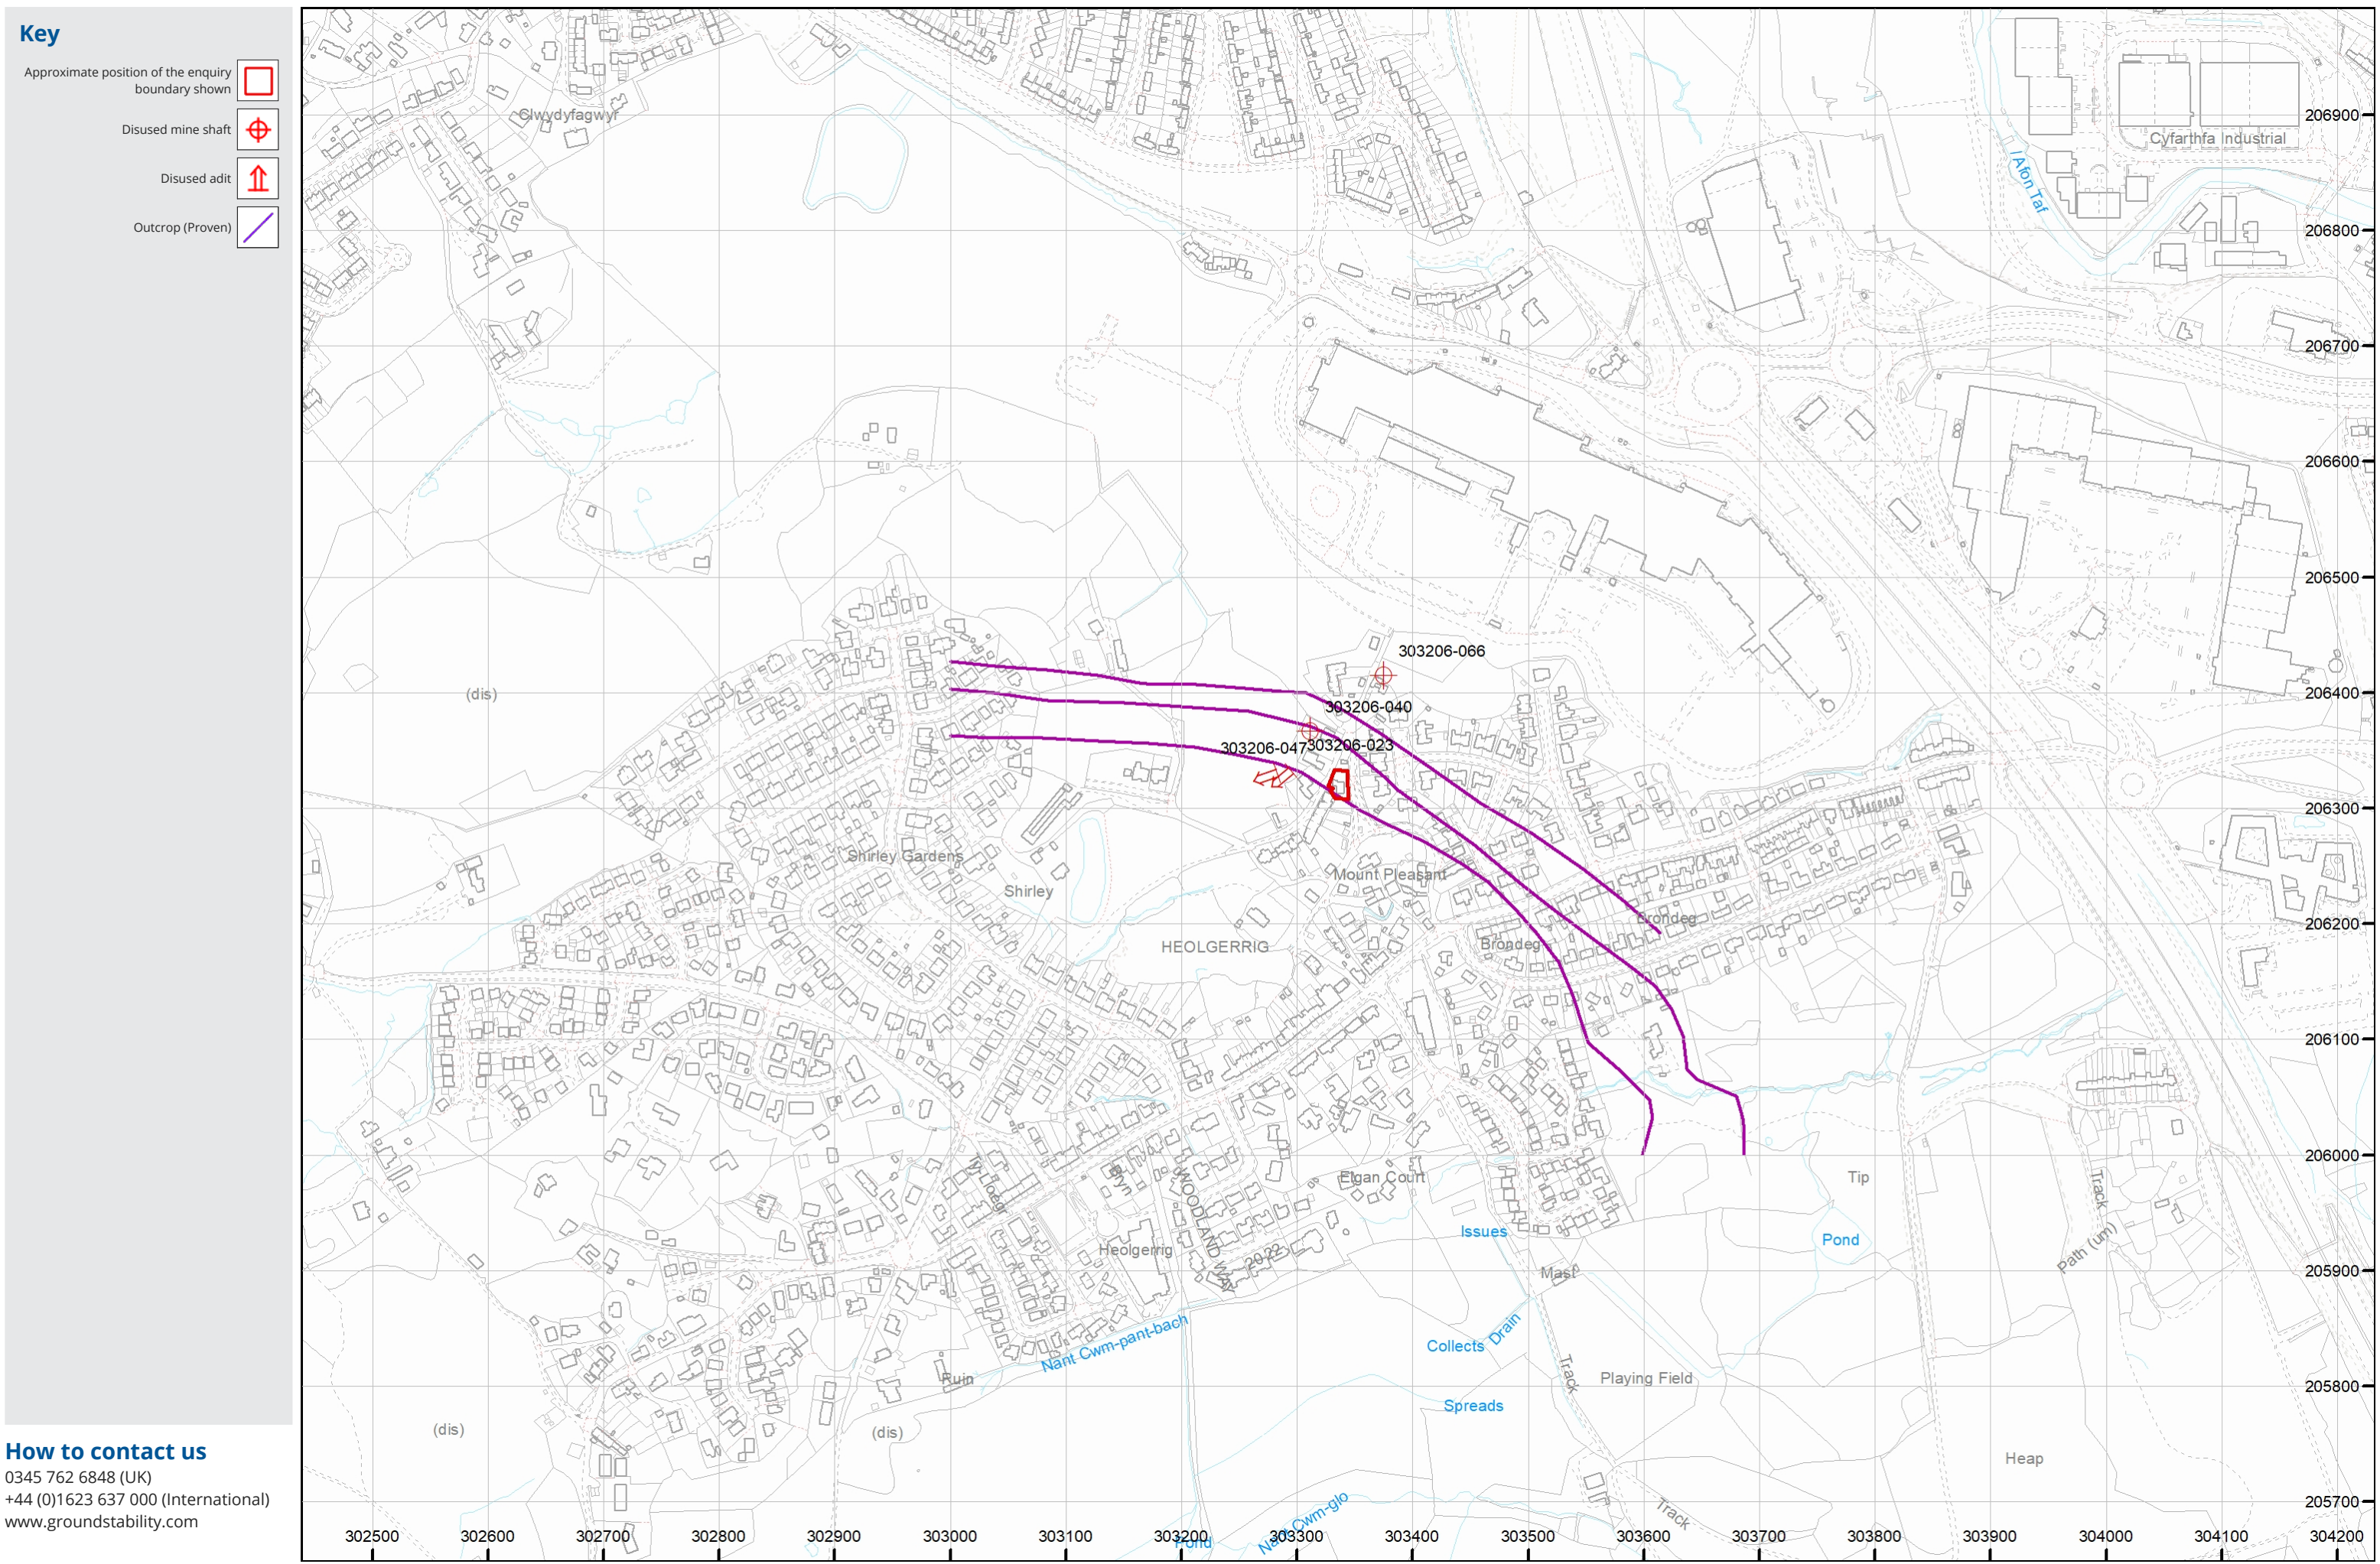 Key
Approximate position of the enquiry
boundary shown
Disused mine shaft
Disused adit
Outcrop (Proven)
How to contact us
0345 762 6848 (UK)
+44 (0)1623 637 000 (International)
www.groundstability.com
Clwydyfagwyr
206900
Cyfarthfa Industrial
Afon Taf
206800
206700
206600
206500
303206-066
(dis)
206400
303206-040
303206-047
303206-023
206300
Shirley Gardens
Mount Pleasant
Shirley
Brondeg
206200
HEOLGERRIG
Brondeg
206100
206000
Bryn
Elgan Court
Tip
Track
WOODLAND WAY
Issues
Pond
Path (um)
Heolgerrig
2022
Mast
205900
Nant Cwm-pant-bach
Drain
Collects
Ruin
Track
Playing Field
205800
Spreads
(dis)
(dis)
Heap
205700
Nant Cwm-glo
Track
Pond
302500 302600 302700 302800 302900 303000 303100 303200 303300 303400 303500 303600 303700 303800 303900 304000 304100 304200